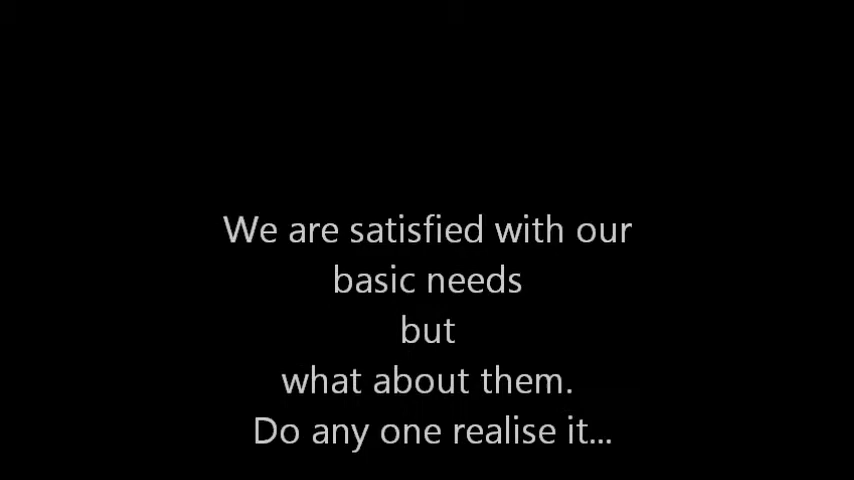 We are satisfied with our
basic needs
but
what about them.
Do any one realise it...